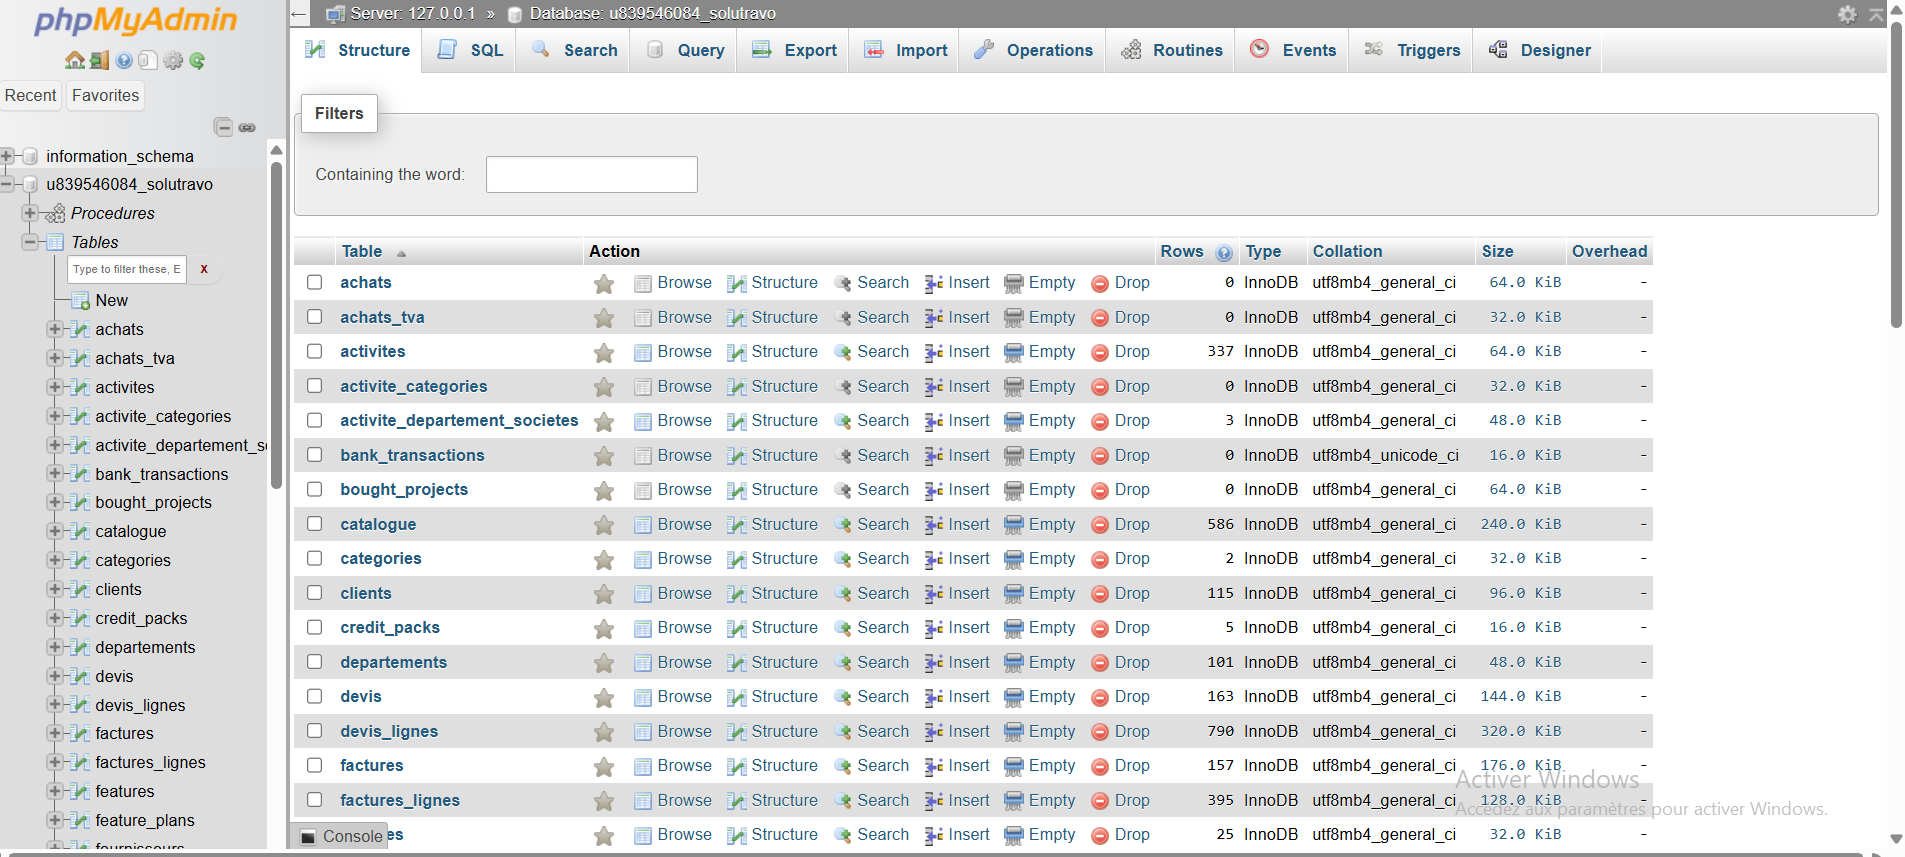 phpMyAdmin
Recent Favorites
information_schema
u839546084_solutravo
Procedures
Tables
Type to filter these, E X
New
achats
achats_tva
activites
activite_categories
activite_departement_s
bank_transactions
bought_projects
catalogue
categories
clients
credit_packs
departements
devis
devis_lignes
factures
factures_lignes
features
feature_plans
fournisseurs
Server: 127.0.0.1 » Database: u839546084_solutravo
Structure SQL Search Query Export Import Operations Routines Events Triggers Designer
Filters
Containing the word:
Table Action Rows Type Collation Size Overhead
achats Browse Structure Search Insert Empty Drop 0 InnoDB utf8mb4_general_ci 64.0 KiB -
achats_tva Browse Structure Search Insert Empty Drop 0 InnoDB utf8mb4_general_ci 32.0 KiB -
activites Browse Structure Search Insert Empty Drop 337 InnoDB utf8mb4_general_ci 64.0 KiB -
activite_categories Browse Structure Search Insert Empty Drop 0 InnoDB utf8mb4_general_ci 32.0 KiB -
activite_departement_societes Browse Structure Search Insert Empty Drop 3 InnoDB utf8mb4_general_ci 48.0 KiB -
bank_transactions Browse Structure Search Insert Empty Drop 0 InnoDB utf8mb4_unicode_ci 16.0 KiB -
bought_projects Browse Structure Search Insert Empty Drop 0 InnoDB utf8mb4_general_ci 64.0 KiB -
catalogue Browse Structure Search Insert Empty Drop 586 InnoDB utf8mb4_general_ci 240.0 KiB -
categories Browse Structure Search Insert Empty Drop 2 InnoDB utf8mb4_general_ci 32.0 KiB -
clients Browse Structure Search Insert Empty Drop 115 InnoDB utf8mb4_general_ci 96.0 KiB -
credit_packs Browse Structure Search Insert Empty Drop 5 InnoDB utf8mb4_general_ci 16.0 KiB -
departements Browse Structure Search Insert Empty Drop 101 InnoDB utf8mb4_general_ci 48.0 KiB -
devis Browse Structure Search Insert Empty Drop 163 InnoDB utf8mb4_general_ci 144.0 KiB -
devis_lignes Browse Structure Search Insert Empty Drop 790 InnoDB utf8mb4_general_ci 320.0 KiB -
factures Browse Structure Search Insert Empty Drop 157 InnoDB utf8mb4_general_ci 176.0 KiB -
factures_lignes Browse Structure Search Insert Empty Drop 395 InnoDB utf8mb4_general_ci 128.0 KiB -
es Browse Structure Search Insert Empty Drop 25 InnoDB utf8mb4_general_ci 32.0 KiB -
Console
Activer Windows
Accédez aux paramètres pour activer Windows.